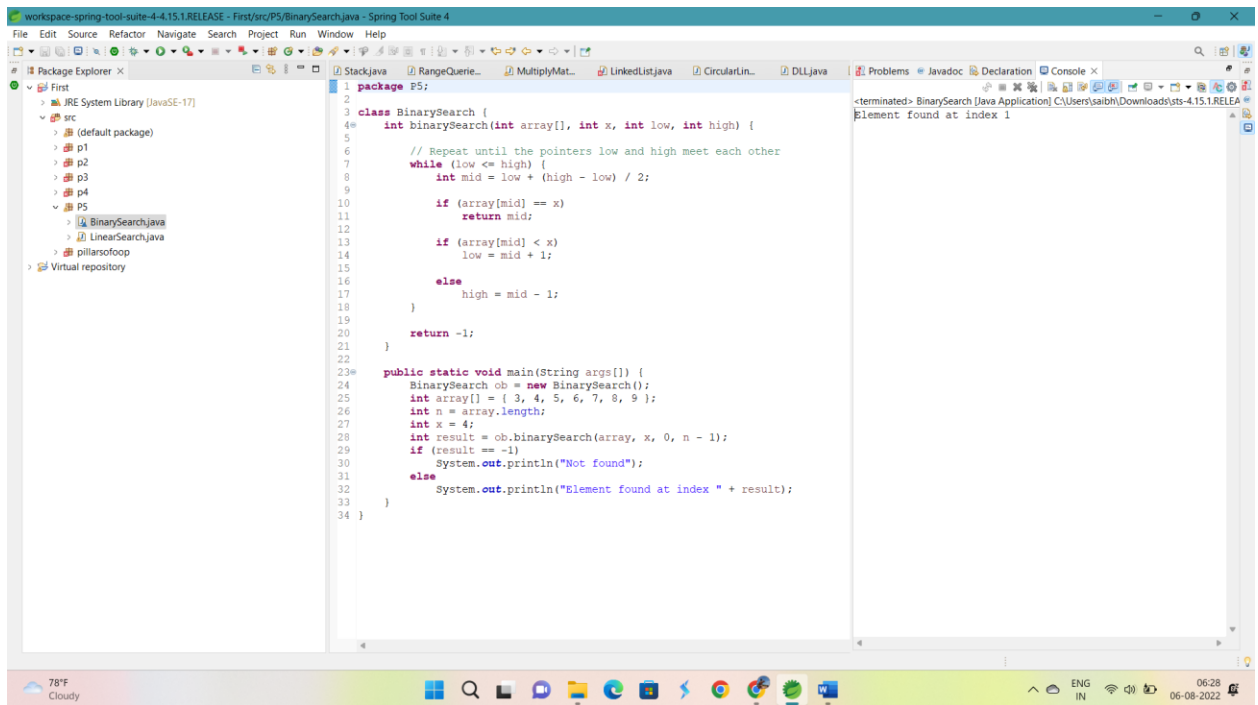 workspace-spring-tool-suite-4-4.15.1.RELEASE - First/src/P5/BinarySearch.java - Spring Tool Suite 4
File Edit Source Refactor Navigate Search Project Run Window Help
Package Explorer
First
JRE System Library [JavaSE-17]
src
(default package)
p1
p2
p3
p4
P5
BinarySearch.java
LinearSearch.java
pillarsofoop
Virtual repository
Stack.java RangeQuerie... MultiplyMat... LinkedList.java CircularLin... DLL.java
1 package P5;
2
3 class BinarySearch {
4 int binarySearch(int array[], int x, int low, int high) {
5
6 // Repeat until the pointers low and high meet each other
7 while (low <= high) {
8 int mid = low + (high - low) / 2;
9
10 if (array[mid] == x)
11 return mid;
12
13 if (array[mid] < x)
14 low = mid + 1;
15
16 else
17 high = mid - 1;
18 }
19
20 return -1;
21 }
22
23 public static void main(String args[]) {
24 BinarySearch ob = new BinarySearch();
25 int array[] = { 3, 4, 5, 6, 7, 8, 9 };
26 int n = array.length;
27 int x = 4;
28 int result = ob.binarySearch(array, x, 0, n - 1);
29 if (result == -1)
30 System.out.println("Not found");
31 else
32 System.out.println("Element found at index " + result);
33 }
34 }
Problems Javadoc Declaration Console
<terminated> BinarySearch [Java Application] C:\Users\saibh\Downloads\sts-4.15.1.RELEA
Element found at index 1
78°F
Cloudy
ENG
IN
06:28
06-08-2022